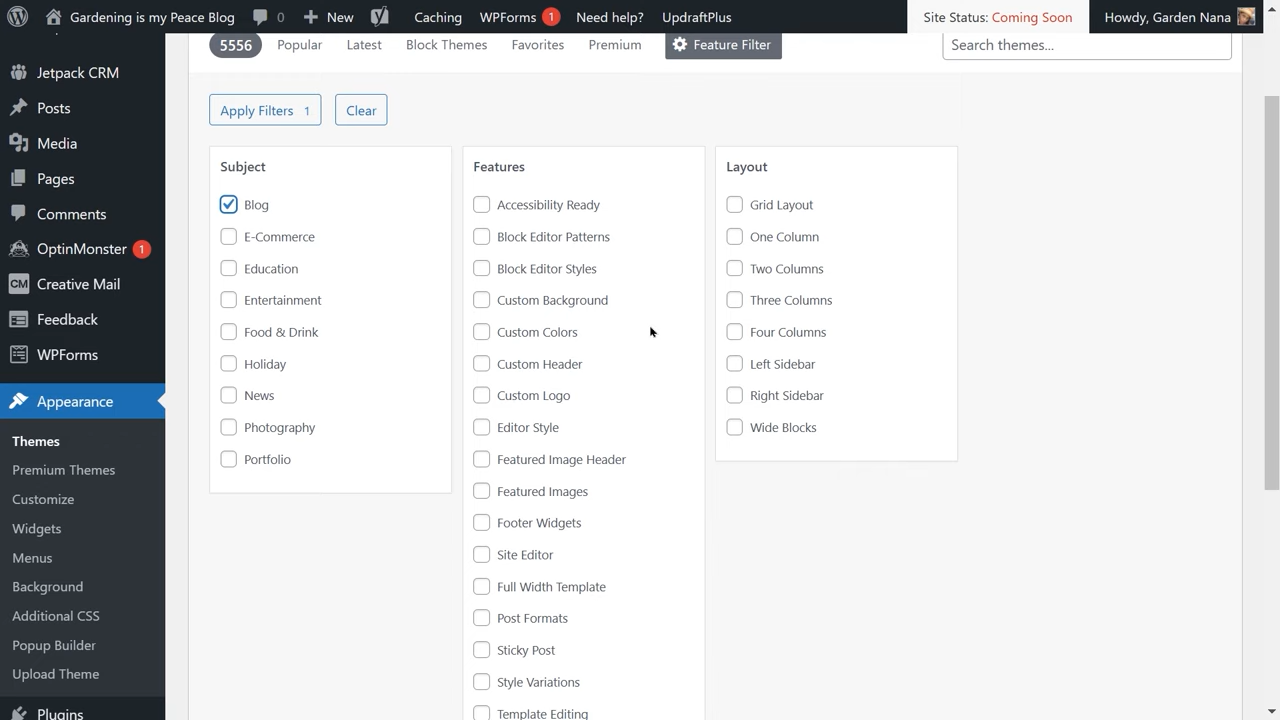 Gardening is my Peace Blog 0 New Caching WPForms 1 Need help? UpdraftPlus Site Status: Coming Soon Howdy, Garden Nana
5556 Popular Latest Block Themes Favorites Premium Feature Filter Search themes...
Jetpack CRM
Posts
Media
Pages
Comments
OptinMonster 1
CM Creative Mail
Feedback
WPForms
Appearance
Themes
Premium Themes
Customize
Widgets
Menus
Background
Additional CSS
Popup Builder
Upload Theme
Plugins
Apply Filters 1 Clear
Subject
Blog
E-Commerce
Education
Entertainment
Food & Drink
Holiday
News
Photography
Portfolio
Features
Accessibility Ready
Block Editor Patterns
Block Editor Styles
Custom Background
Custom Colors
Custom Header
Custom Logo
Editor Style
Featured Image Header
Featured Images
Footer Widgets
Site Editor
Full Width Template
Post Formats
Sticky Post
Style Variations
Template Editing
Layout
Grid Layout
One Column
Two Columns
Three Columns
Four Columns
Left Sidebar
Right Sidebar
Wide Blocks